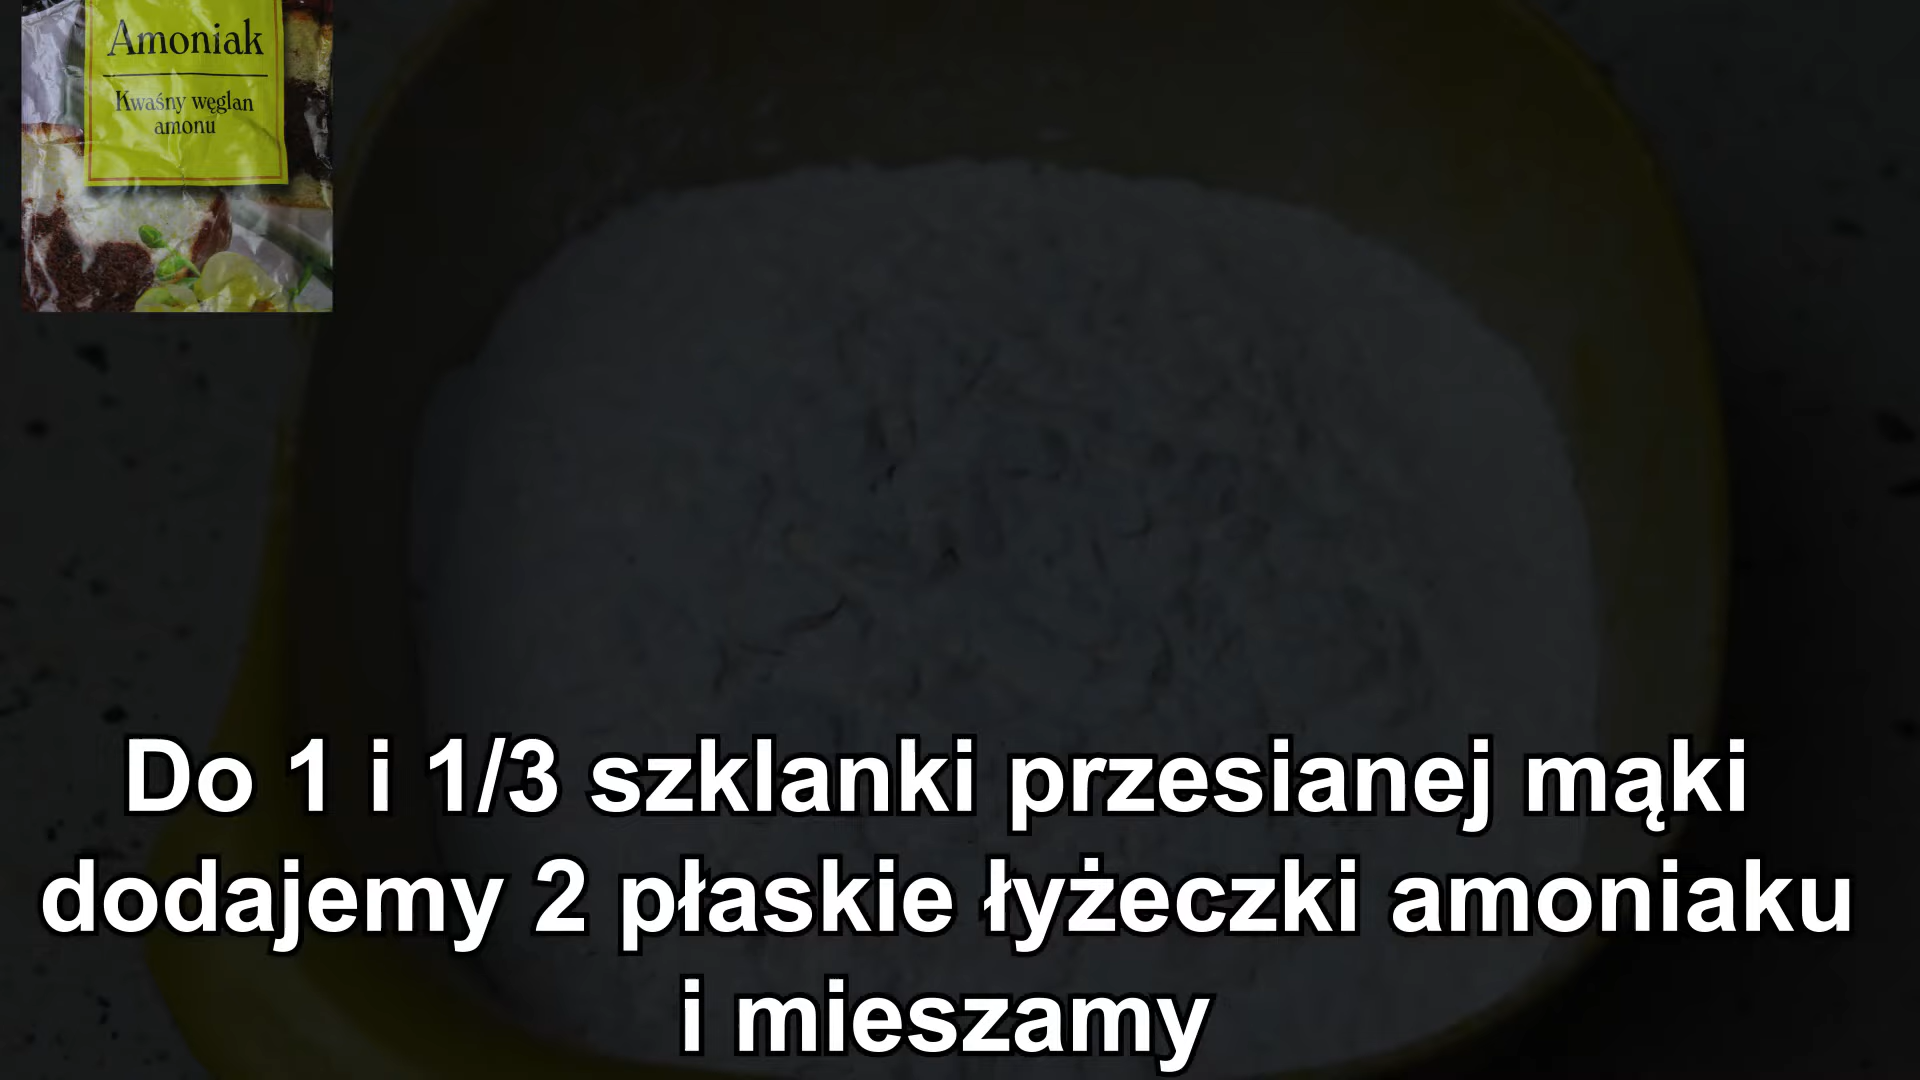 Amoniak
Kwaśny węglan
amonu
Do 1 i 1/3 szklanki przesianej mąki
dodajemy 2 płaskie łyżeczki amoniaku
i mieszamy